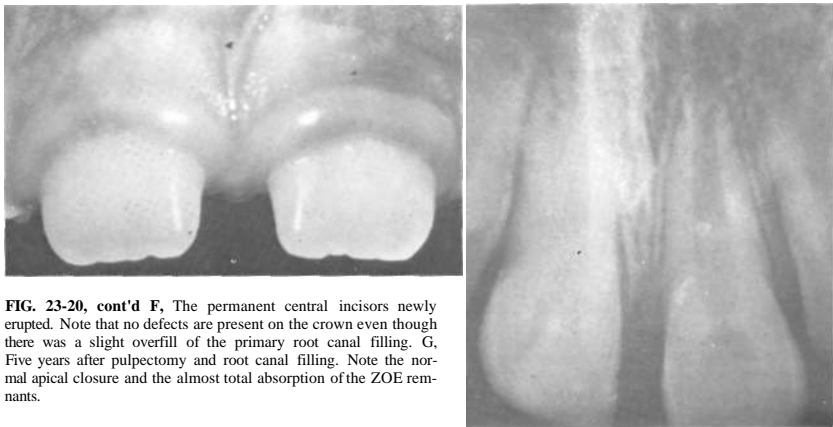 FIG. 23-20, cont'd F, The permanent central incisors newly
erupted. Note that no defects are present on the crown even though
there was a slight overfill of the primary root canal filling. G,
Five years after pulpectomy and root canal filling. Note the nor-
mal apical closure and the almost total absorption of the ZOE rem-
nants.